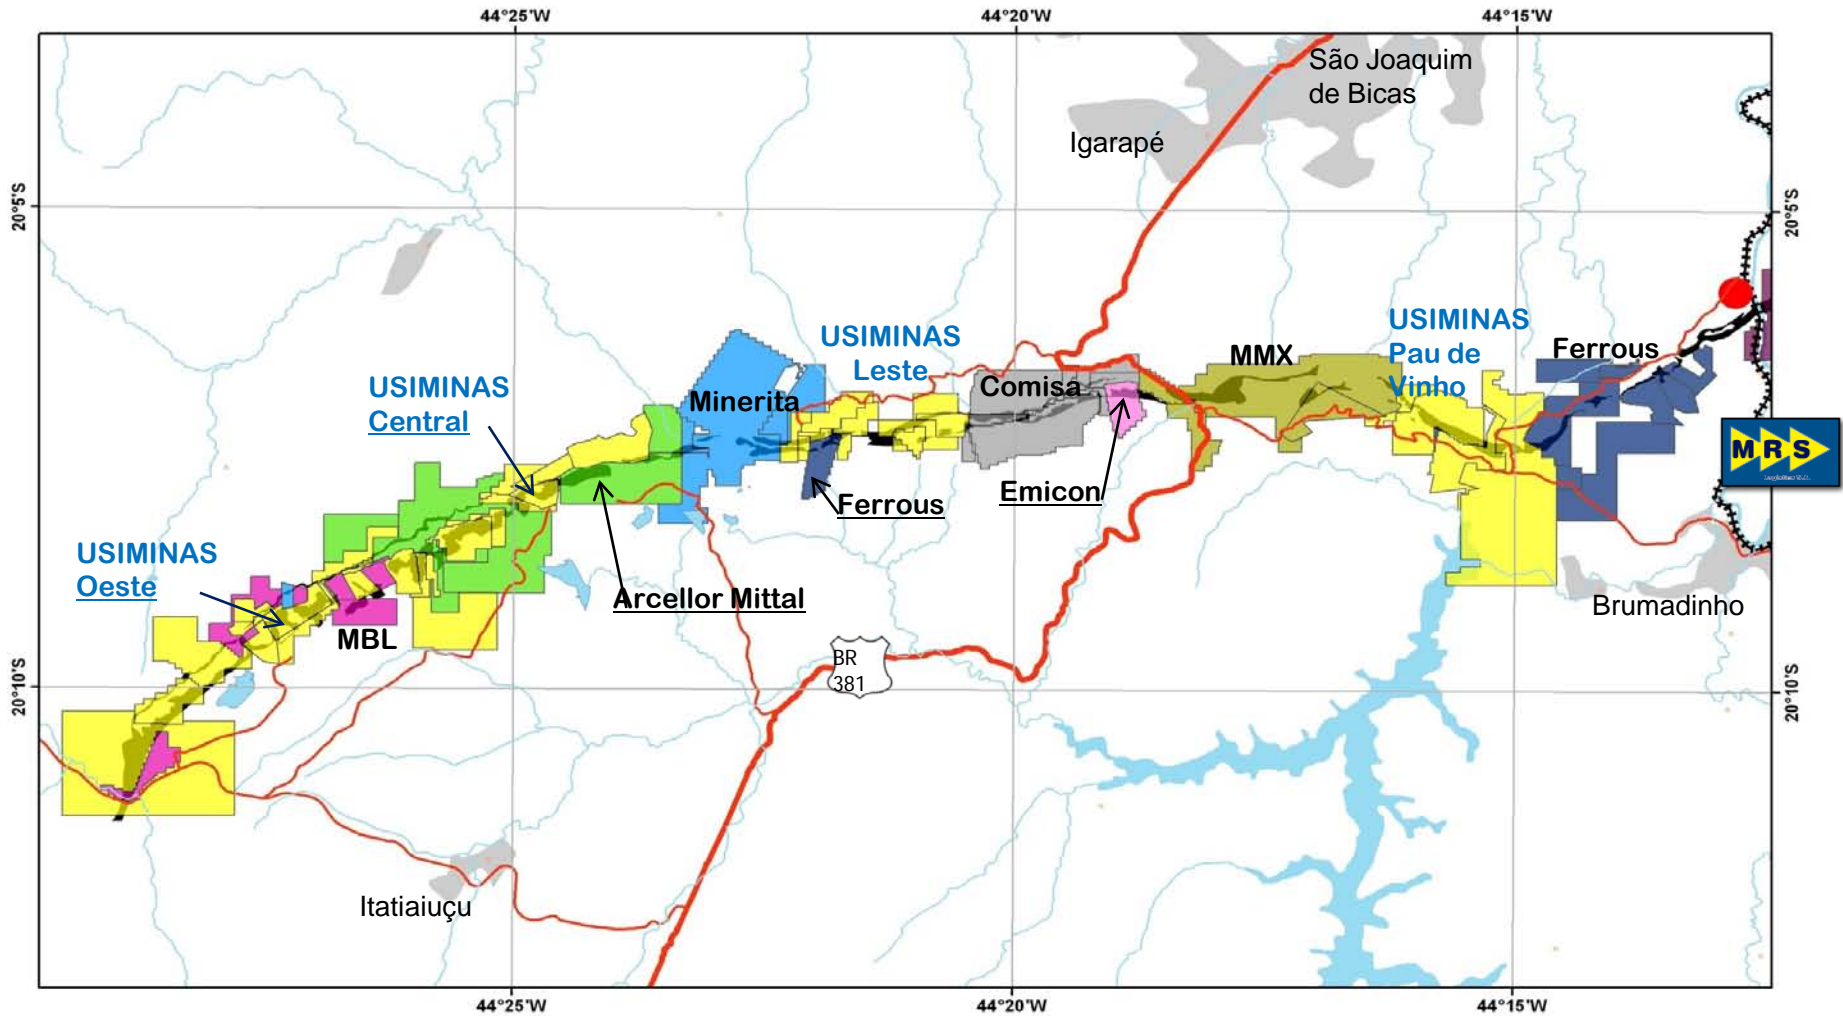 44°25'W
44°20'W
44°15'W
São Joaquim
de Bicas
Igarapé
20°5'S
20°5'S
USIMINAS
Pau de
Vinho
USIMINAS
Leste
Ferrous
MMX
USIMINAS
Central
Comisa
Minerita
MRS
Emicon
Ferrous
USIMINAS
Oeste
Arcellor Mittal
Brumadinho
MBL
BR
381
20°10'S
20°10'S
Itatiaiuçu
44°25'W
44°20'W
44°15'W